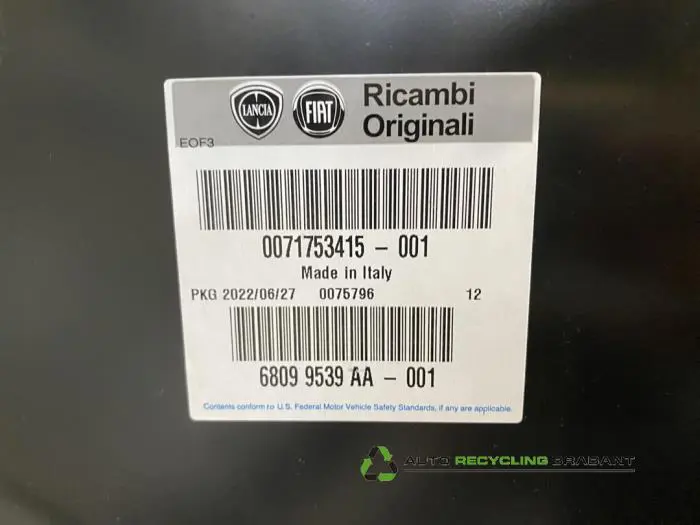 LANCIA FIAT Ricambi
Originali
EOF3
0071753415 - 001
Made in Italy
PKG 2022/06/27 0075796 12
6809 9539 AA - 001
Contents conform to U.S. Federal Motor Vehicle Safety Standards, if any are applicable.
AUTO RECYCLING BRABANT